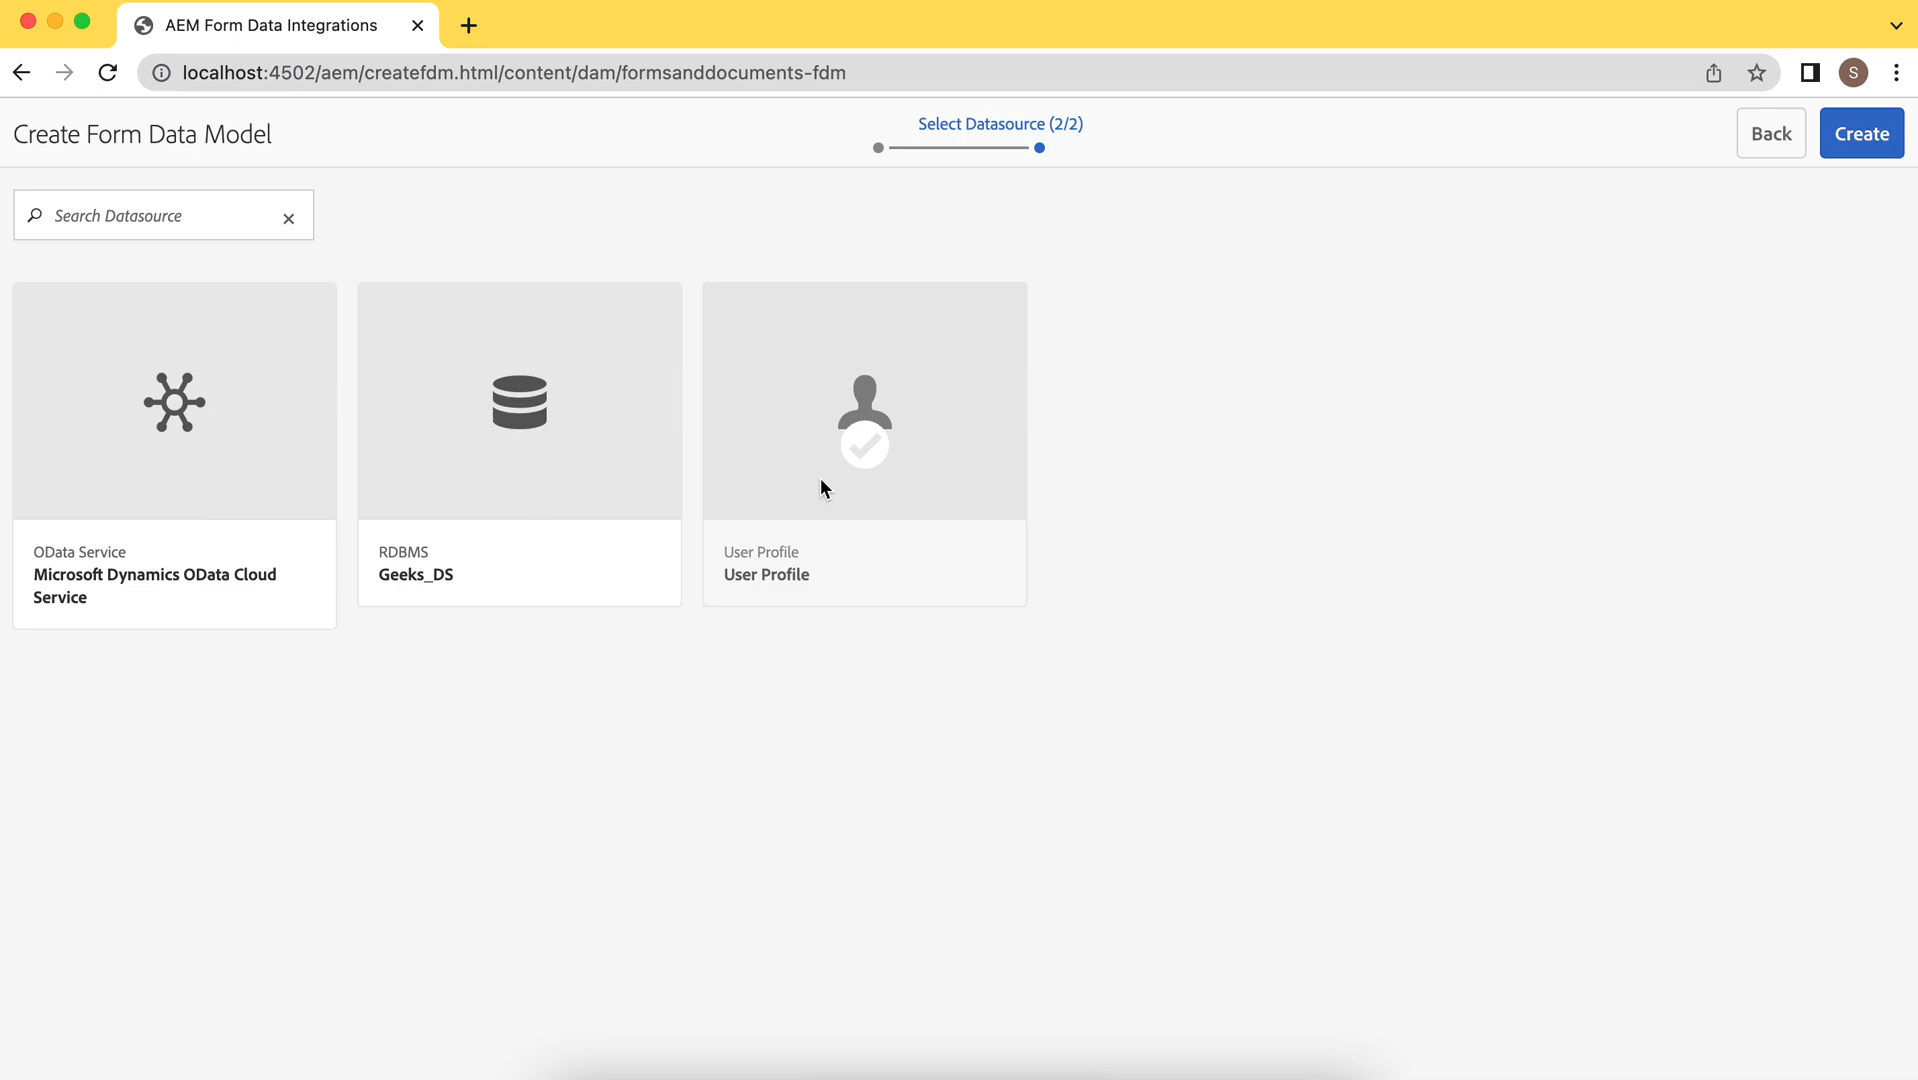 AEM Form Data Integrations
localhost:4502/aem/createfdm.html/content/dam/formsanddocuments-fdm
S
Create Form Data Model
Select Datasource (2/2)
Back
Create
Search Datasource
OData Service
Microsoft Dynamics OData Cloud
Service
RDBMS
Geeks_DS
User Profile
User Profile